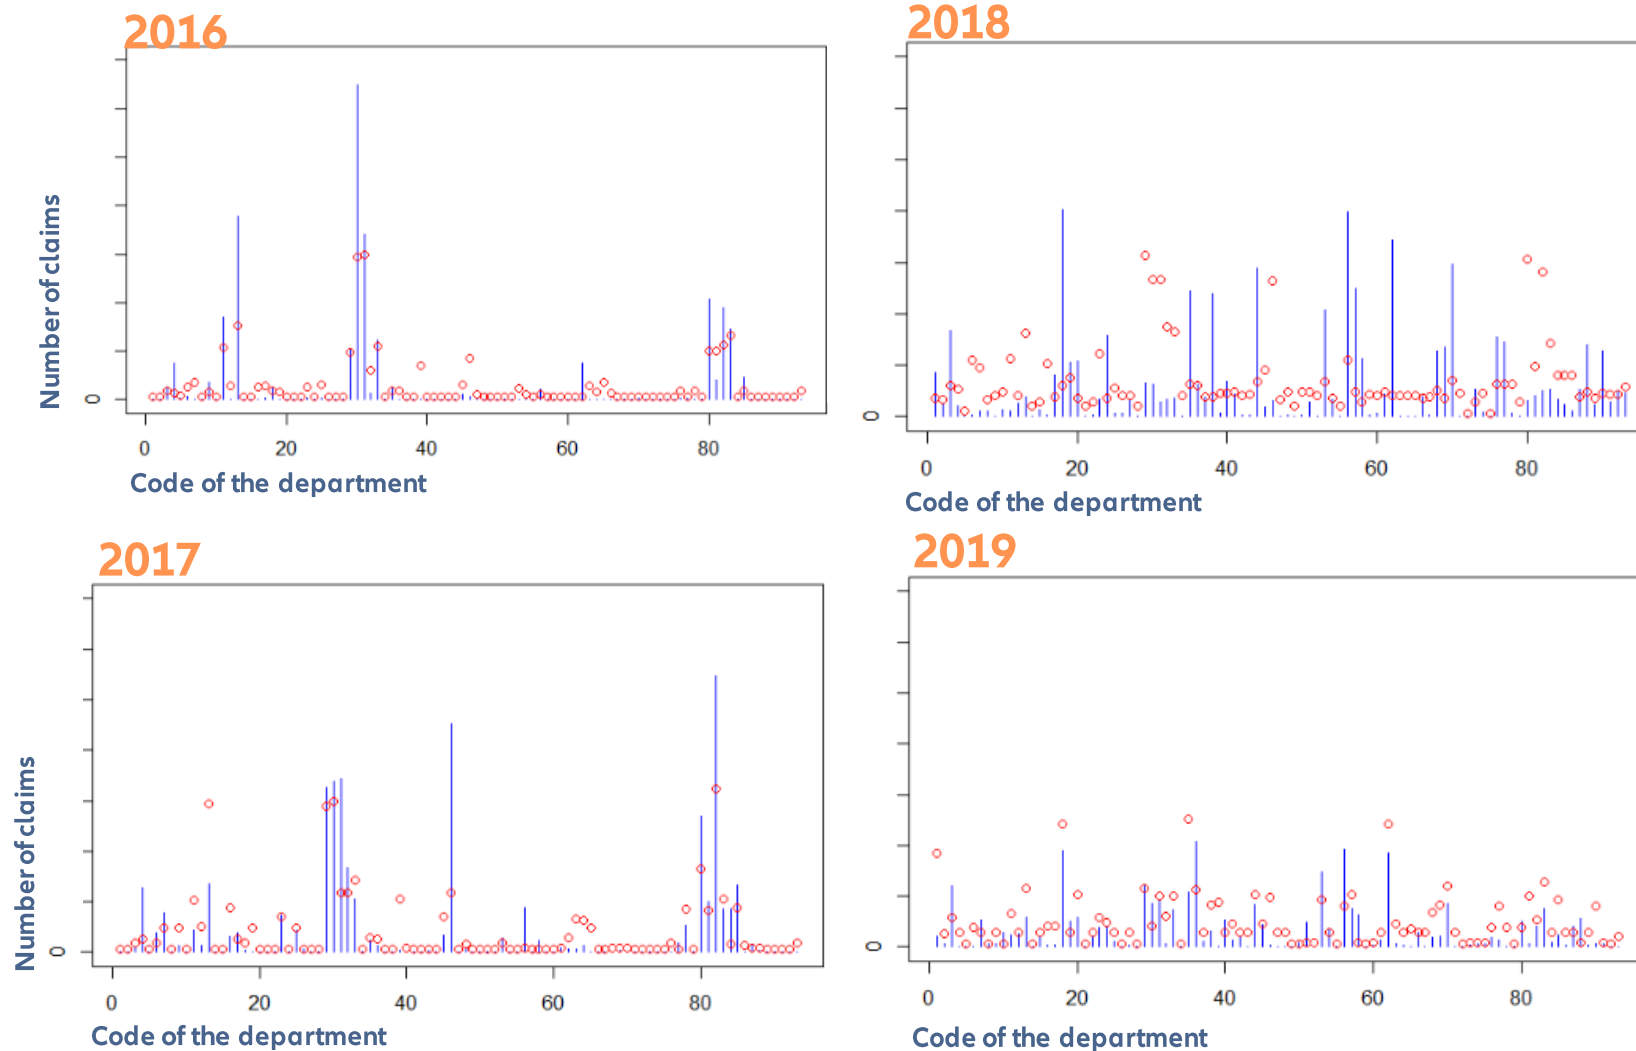 2016
Number of claims
0
0 20 40 60 80
Code of the department
2018
0
0 20 40 60 80
Code of the department
2017
Number of claims
0
0 20 40 60 80
Code of the department
2019
0
0 20 40 60 80
Code of the department